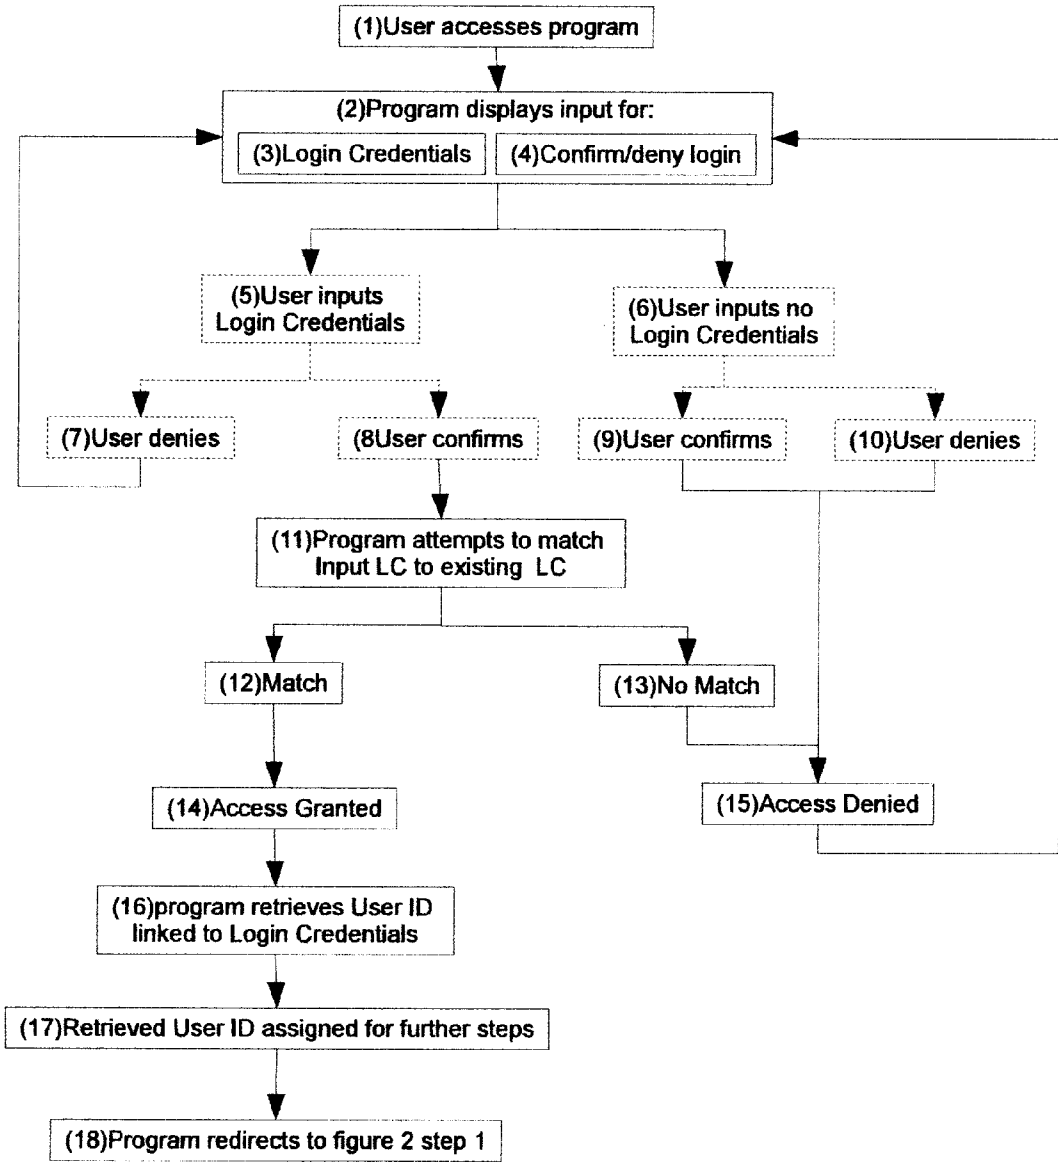 (1)User accesses program
(2)Program displays input for:
(3)Login Credentials
(4)Confirm/deny login
(5)User inputs
Login Credentials
(6)User inputs no
Login Credentials
(7)User denies
(8User confirms
(9)User confirms
(10)User denies
(11)Program attempts to match
Input LC to existing LC
(12)Match
(13)No Match
(14)Access Granted
(15)Access Denied
(16)program retrieves User ID
linked to Login Credentials
(17)Retrieved User ID assigned for further steps
(18)Program redirects to figure 2 step 1